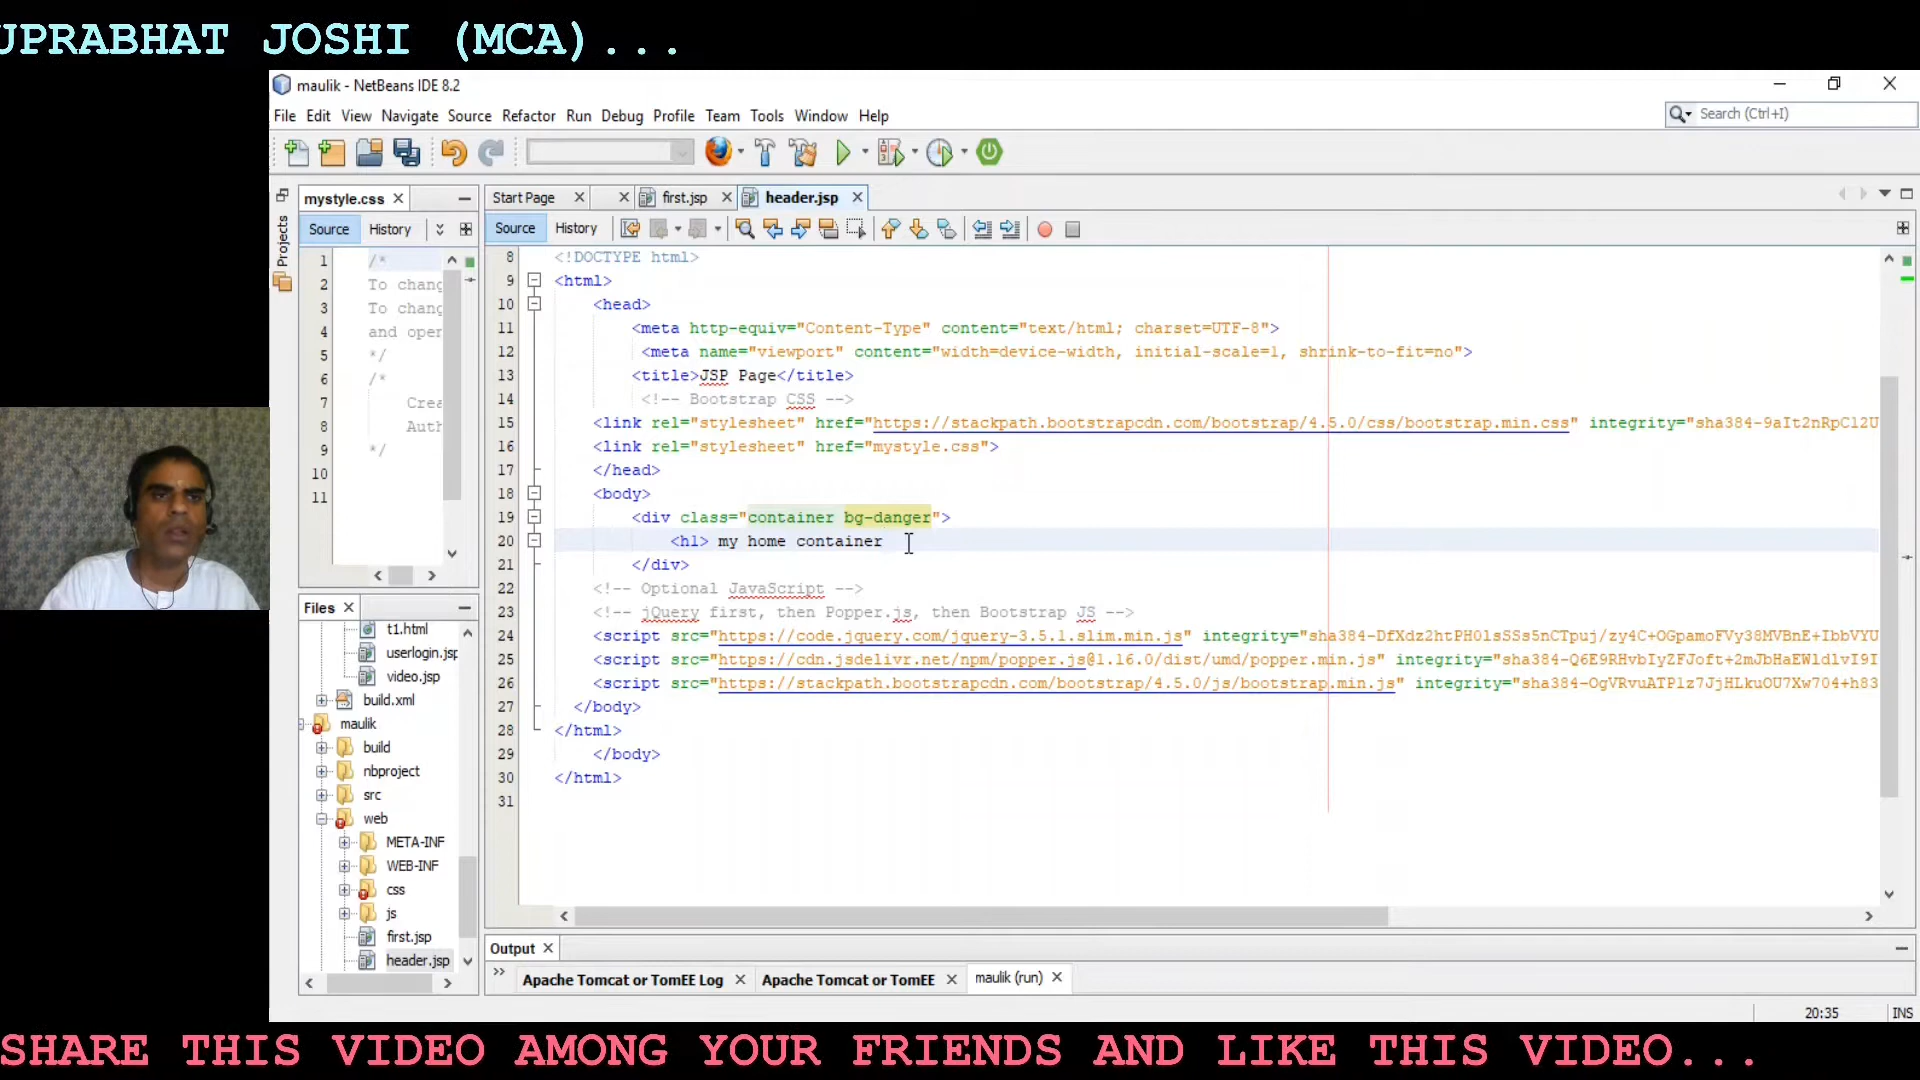 UPRABHAT JOSHI (MCA)...
maulik - NetBeans IDE 8.2
File Edit View Navigate Source Refactor Run Debug Profile Team Tools Window Help
Search (Ctrl+I)
mystyle.css
Start Page
first.jsp
header.jsp
Projects
Source History
Source History
1 /*
2 To chang
3 To chang
4 and open
5 */
6 /*
7 Crea
8 Auth
9 */
10
11
8 <!DOCTYPE html>
9 <html>
10 <head>
11 <meta http-equiv="Content-Type" content="text/html; charset=UTF-8">
12 <meta name="viewport" content="width=device-width, initial-scale=1, shrink-to-fit=no">
13 <title>JSP Page</title>
14 <!-- Bootstrap CSS -->
15 <link rel="stylesheet" href="https://stackpath.bootstrapcdn.com/bootstrap/4.5.0/css/bootstrap.min.css" integrity="sha384-9aIt2nRpC12U
16 <link rel="stylesheet" href="mystyle.css">
17 </head>
18 <body>
19 <div class="container bg-danger">
20 <h1> my home container
21 </div>
22 <!-- Optional JavaScript -->
23 <!-- jQuery first, then Popper.js, then Bootstrap JS -->
24 <script src="https://code.jquery.com/jquery-3.5.1.slim.min.js" integrity="sha384-DfXdz2htPH0lsSSs5nCTpuj/zy4C+OGpamoFVy38MVBnE+IbbVYU
25 <script src="https://cdn.jsdelivr.net/npm/popper.js@1.16.0/dist/umd/popper.min.js" integrity="sha384-Q6E9RHvbIyZFJoft+2mJbHaEWldlvI9I
26 <script src="https://stackpath.bootstrapcdn.com/bootstrap/4.5.0/js/bootstrap.min.js" integrity="sha384-OgVRvuATP1z7JjHLkuOU7Xw704+h83
27 </body>
28 </html>
29 </body>
30 </html>
31
Files
t1.html
userlogin.jsp
video.jsp
build.xml
maulik
build
nbproject
src
web
META-INF
WEB-INF
css
js
first.jsp
header.jsp
Output
Apache Tomcat or TomEE Log
Apache Tomcat or TomEE
maulik (run)
20:35 INS
SHARE THIS VIDEO AMONG YOUR FRIENDS AND LIKE THIS VIDEO...